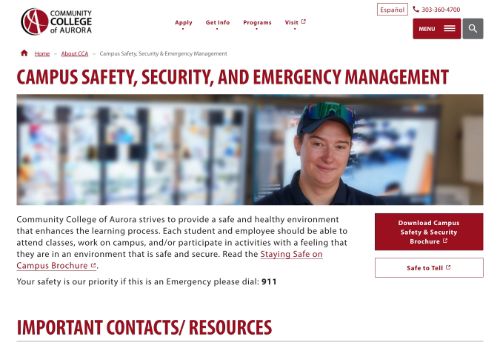 COMMUNITY
COLLEGE
of AURORA
Español 303-360-4700
Apply Get Info Programs Visit
MENU
Home – About CCA – Campus Safety, Security & Emergency Management
CAMPUS SAFETY, SECURITY, AND EMERGENCY MANAGEMENT
Community College of Aurora strives to provide a safe and healthy environment
that enhances the learning process. Each student and employee should be able to
attend classes, work on campus, and/or participate in activities with a feeling that
they are in an environment that is safe and secure. Read the Staying Safe on
Campus Brochure.
Your safety is our priority if this is an Emergency please dial: 911
Download Campus
Safety & Security
Brochure
Safe to Tell
IMPORTANT CONTACTS/ RESOURCES